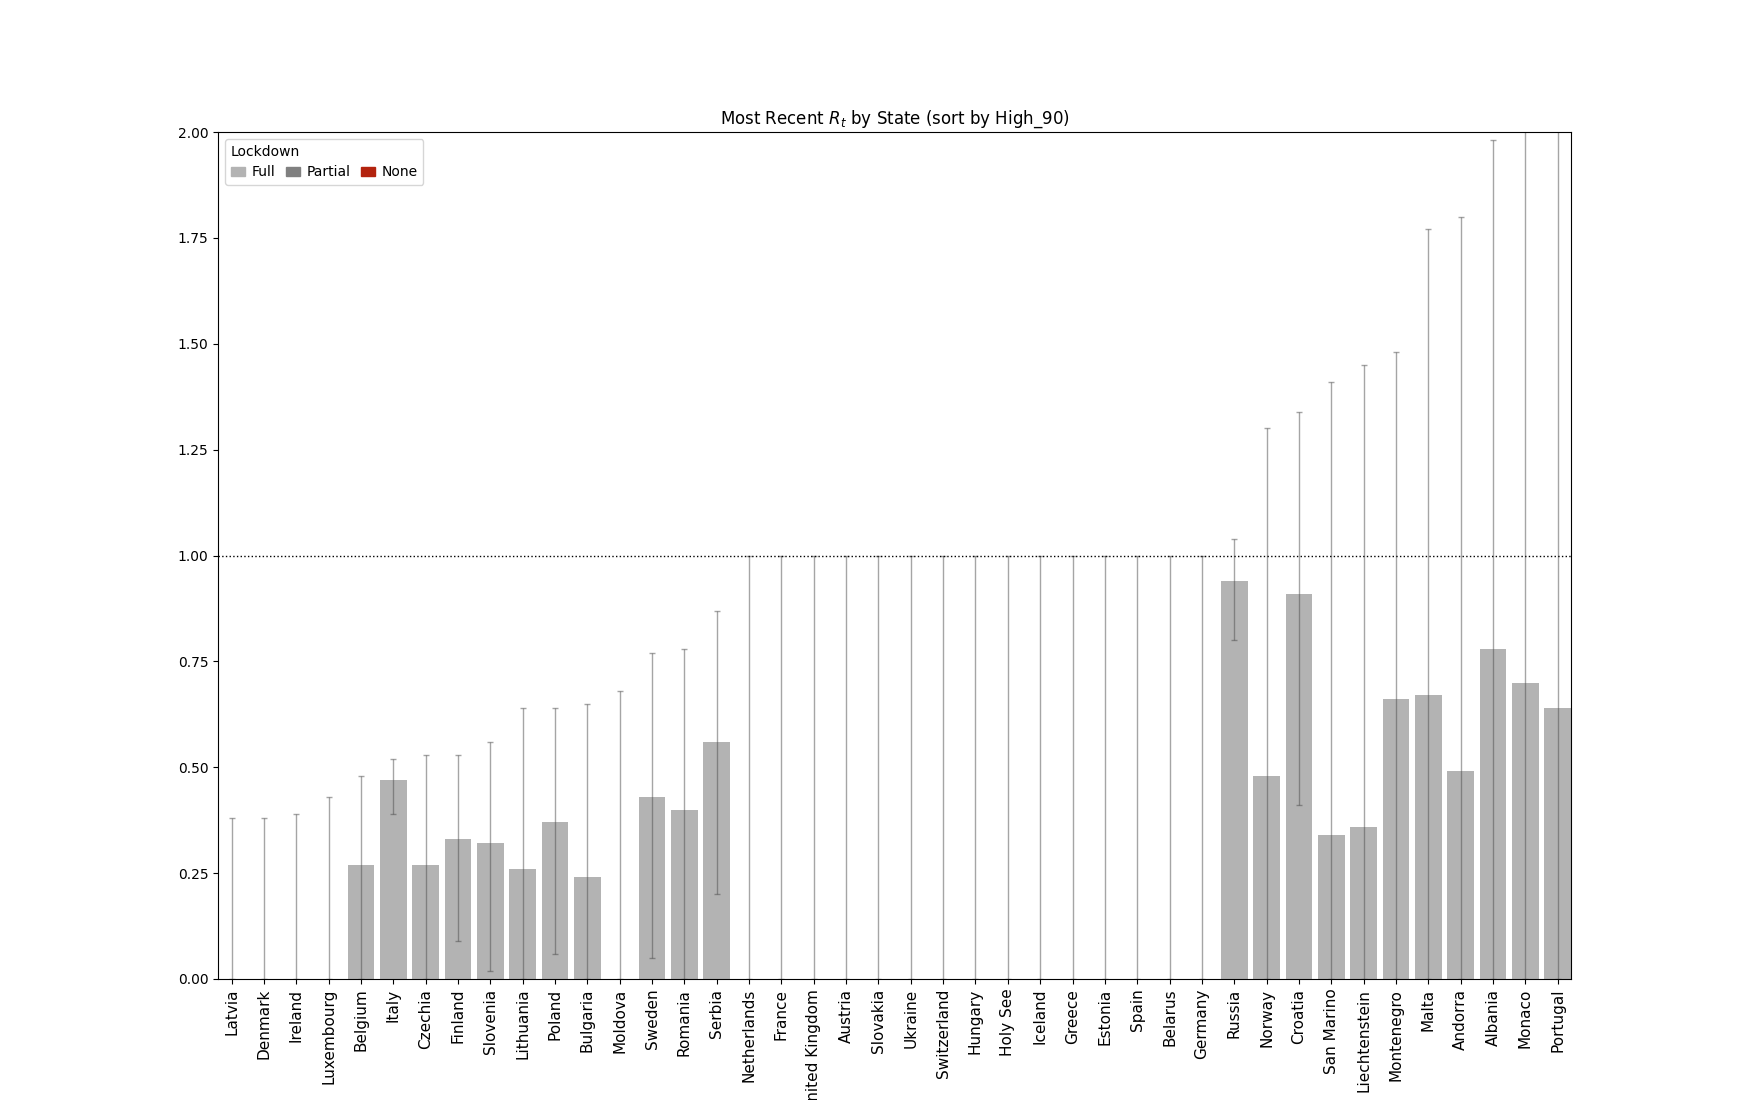 Most Recent R_t by State (sort by High_90)
Lockdown
Full Partial None
2.00
1.75
1.50
1.25
1.00
0.75
0.50
0.25
0.00
Latvia
Denmark
Ireland
Luxembourg
Belgium
Italy
Czechia
Finland
Slovenia
Lithuania
Poland
Bulgaria
Moldova
Sweden
Romania
Serbia
Netherlands
France
nited Kingdom
Austria
Slovakia
Ukraine
Switzerland
Hungary
Holy See
Iceland
Greece
Estonia
Spain
Belarus
Germany
Russia
Norway
Croatia
San Marino
Liechtenstein
Montenegro
Malta
Andorra
Albania
Monaco
Portugal